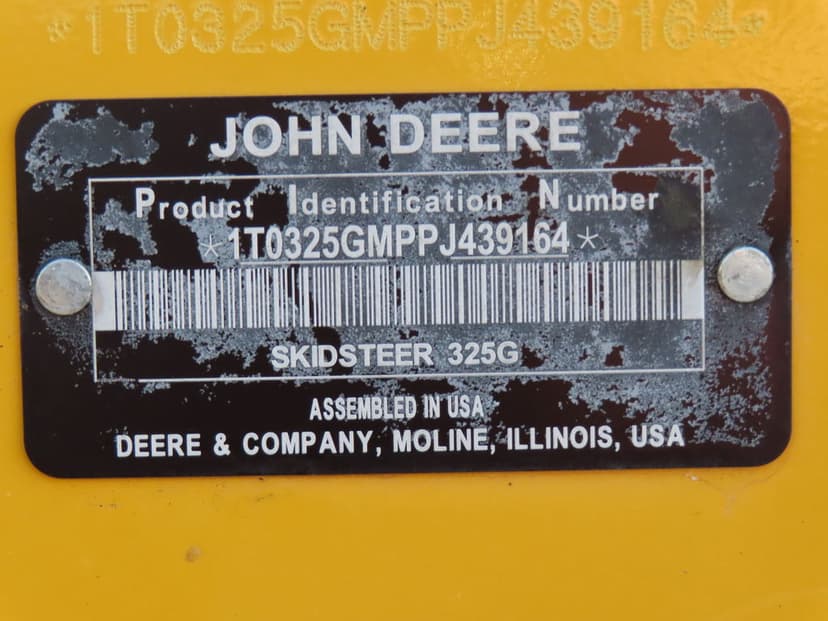 *1T0325GMPPJ439164*
JOHN DEERE
Product Identification Number
*1T0325GMPPJ439164*
SKIDSTEER 325G
ASSEMBLED IN USA
DEERE & COMPANY, MOLINE, ILLINOIS, USA